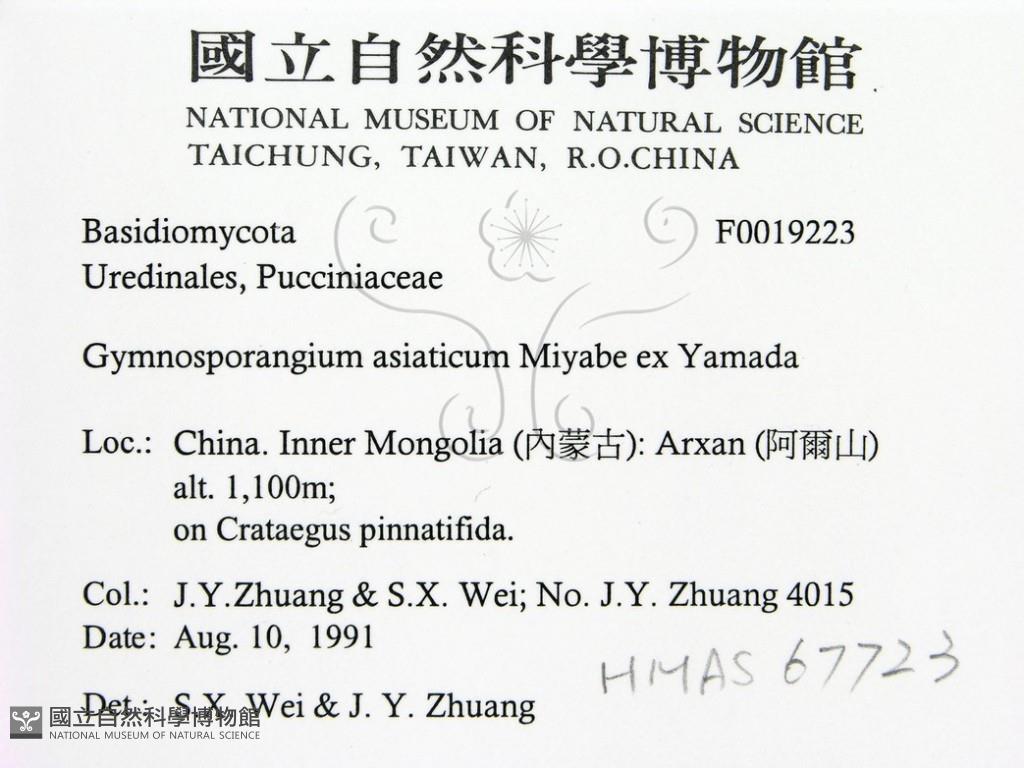 國立自然科學博物館
NATIONAL MUSEUM OF NATURAL SCIENCE
TAICHUNG, TAIWAN, R.O.CHINA
Basidiomycota F0019223
Uredinales, Pucciniaceae
Gymnosporangium asiaticum Miyabe ex Yamada
Loc.: China. Inner Mongolia (內蒙古): Arxan (阿爾山)
alt. 1,100m;
on Crataegus pinnatifida.
Col.: J.Y.Zhuang & S.X. Wei; No. J.Y. Zhuang 4015
Date: Aug. 10, 1991
HMAS 67723
Det.: S.X. Wei & J. Y. Zhuang
國立自然科學博物館
NATIONAL MUSEUM OF NATURAL SCIENCE